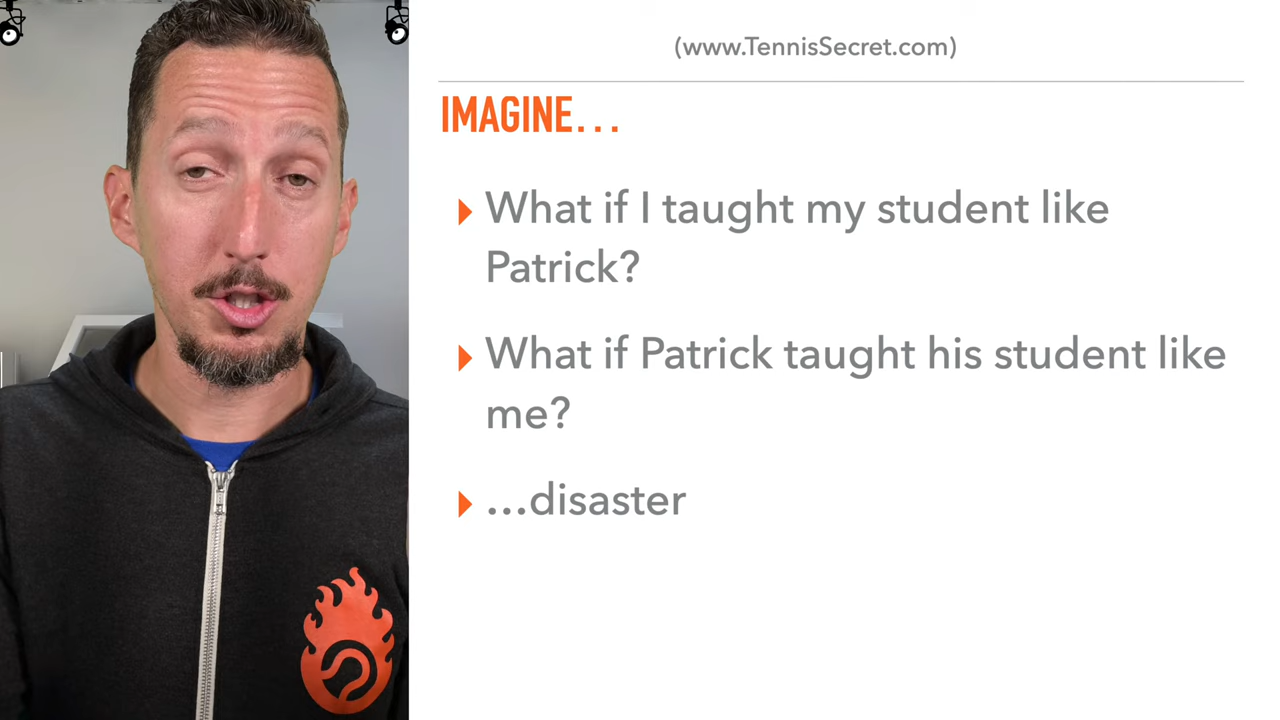 (www.TennisSecret.com)
IMAGINE...
What if I taught my student like
Patrick?
What if Patrick taught his student like
me?
...disaster